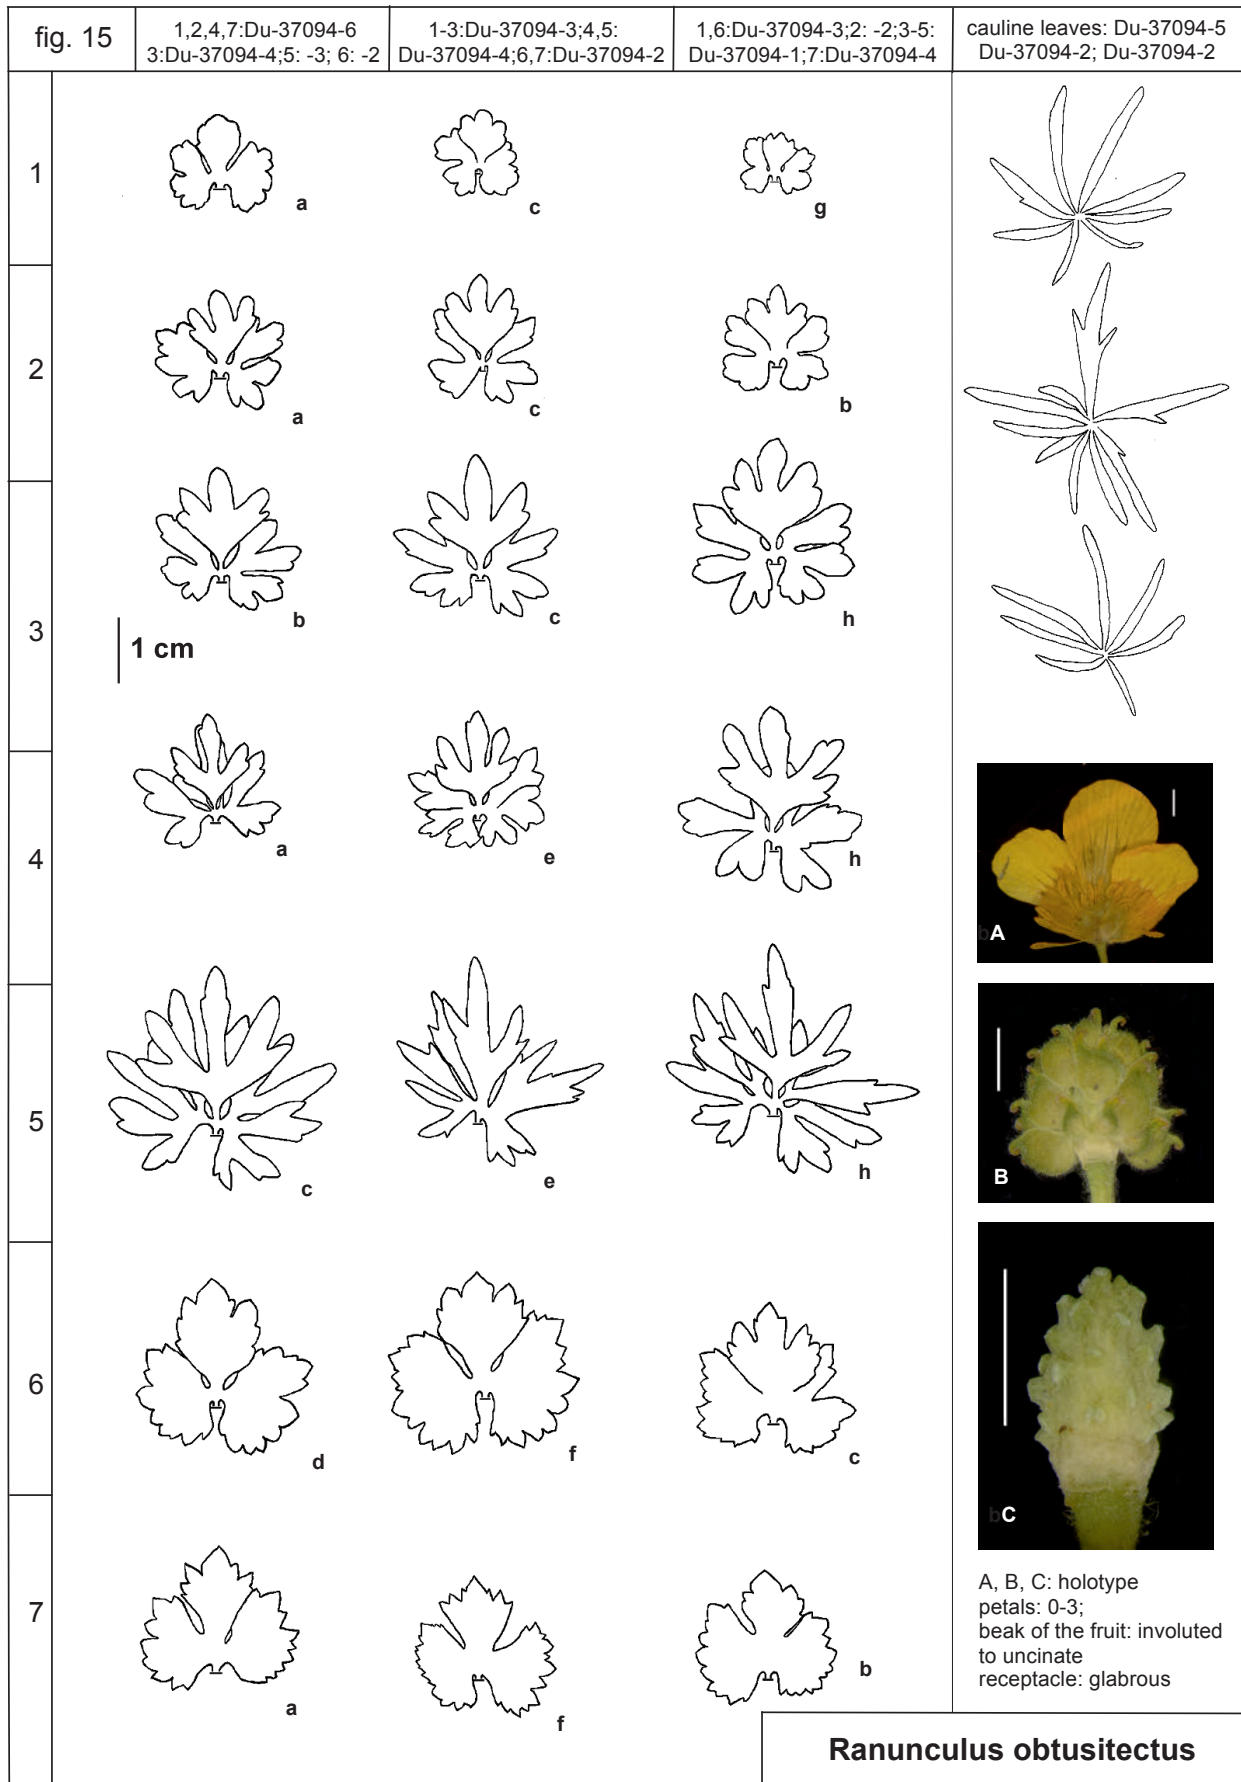 fig. 15
1,2,4,7:Du-37094-6
3:Du-37094-4;5: -3; 6: -2
1-3:Du-37094-3;4,5:
Du-37094-4;6,7:Du-37094-2
1,6:Du-37094-3;2: -2;3-5:
Du-37094-1;7:Du-37094-4
cauline leaves: Du-37094-5
Du-37094-2; Du-37094-2
1
a
c
g
2
a
c
b
3
b
c
h
1 cm
4
a
e
h
5
c
e
h
6
d
f
c
7
a
f
b
bA
B
bC
A, B, C: holotype
petals: 0-3;
beak of the fruit: involuted
to uncinate
receptacle: glabrous
Ranunculus obtusitectus